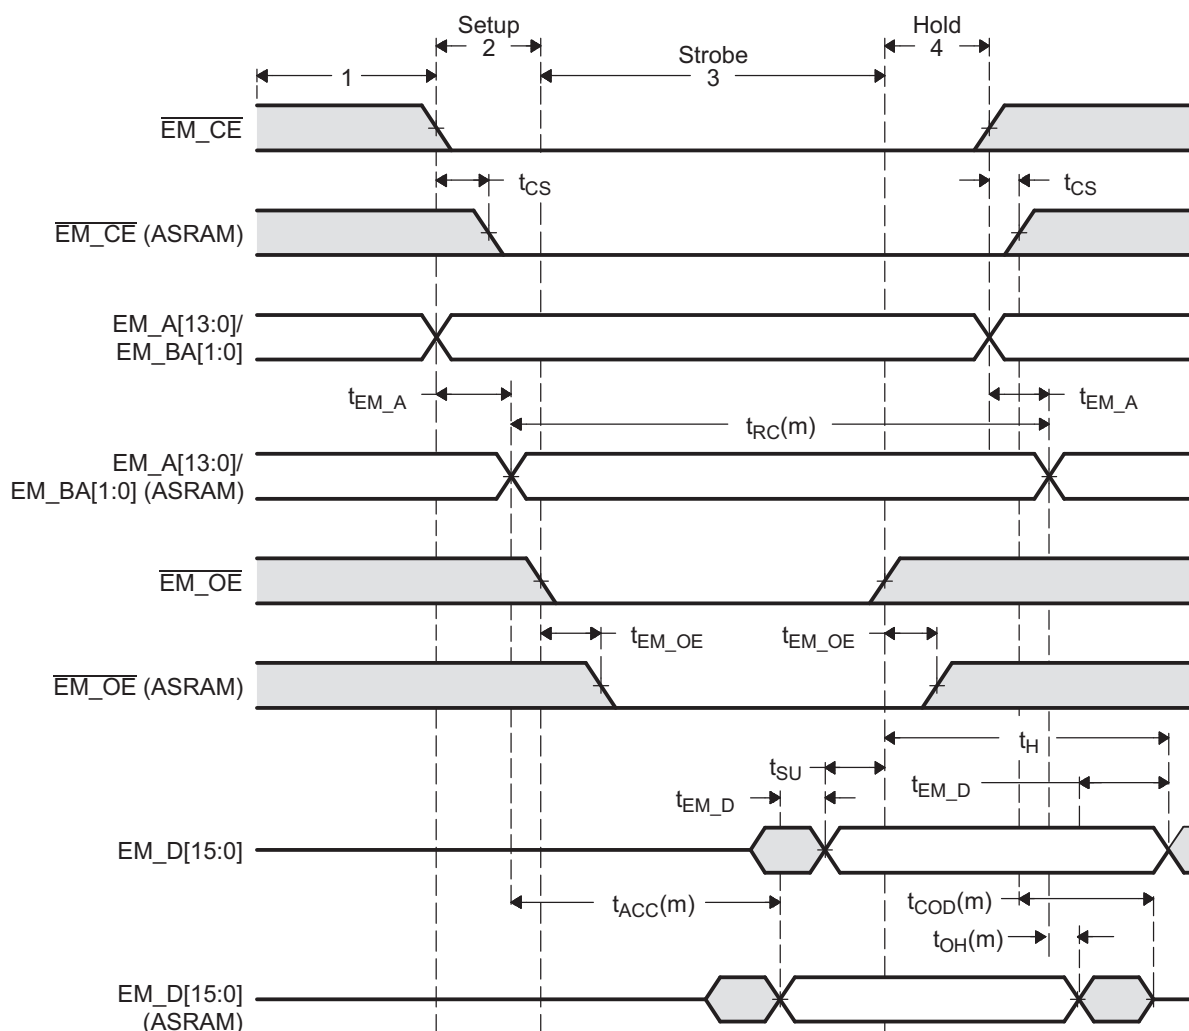 Setup
2
Hold
4
Strobe
3
1
EM_CE
tCS
tCS
EM_CE (ASRAM)
EM_A[13:0]/
EM_BA[1:0]
tEM_A
tEM_A
tRC(m)
EM_A[13:0]/
EM_BA[1:0] (ASRAM)
EM_OE
tEM_OE
tEM_OE
EM_OE (ASRAM)
tH
tSU
tEM_D
tEM_D
EM_D[15:0]
tACC(m)
tCOD(m)
tOH(m)
EM_D[15:0]
(ASRAM)